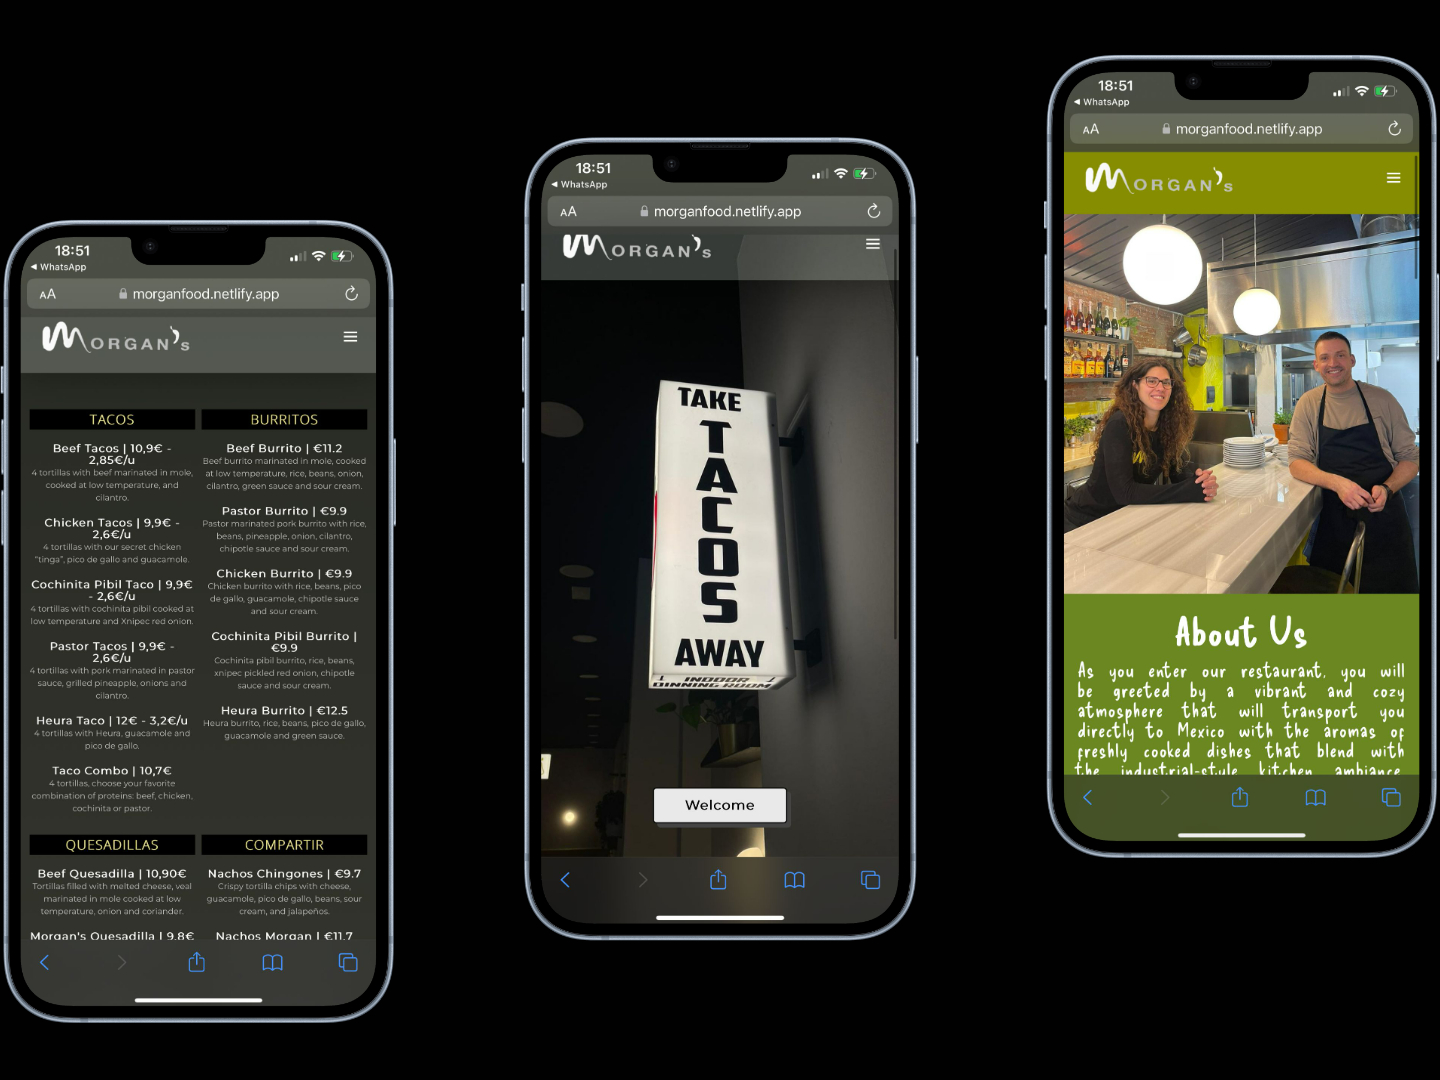 18:51
WhatsApp
AA
morganfood.netlify.app
MORGAN's
TACOS
Beef Tacos | 10,9€ -
2,85€/u
4 tortillas with beef marinated in mole,
cooked at low temperature, and
cilantro.
Chicken Tacos | 9,9€ -
2,6€/u
4 tortillas with our secret chicken
"tinga", pico de gallo and guacamole.
Cochinita Pibil Taco | 9,9€
- 2,6€/u
4 tortillas with cochinita pibil cooked at
low temperature and Xnipec red onion.
Pastor Tacos | 9,9€ -
2,6€/u
4 tortillas with pork marinated in pastor
sauce, grilled pineapple, onions and
cilantro.
Heura Taco | 12€ - 3,2€/u
4 tortillas with Heura, guacamole and
pico de gallo.
Taco Combo | 10,7€
4 tortillas, choose your favorite
combination of proteins: beef, chicken,
cochinita or pastor.
BURRITOS
Beef Burrito | €11.2
Beef burrito marinated in mole, cooked
at low temperature, rice, beans, onion,
cilantro, green sauce and sour cream.
Pastor Burrito | €9.9
Pastor marinated pork burrito with rice,
beans, pineapple, onion, cilantro,
chipotle sauce and sour cream.
Chicken Burrito | €9.9
Chicken burrito with rice, beans, pico
de gallo, guacamole, chipotle sauce
and sour cream.
Cochinita Pibil Burrito |
€9.9
Cochinita pibil burrito, rice, beans,
xnipec pickled red onion, chipotle
sauce and sour cream.
Heura Burrito | €12.5
Heura burrito, rice, beans, pico de gallo,
guacamole and green sauce.
QUESADILLAS
Beef Quesadilla | 10,90€
Tortillas filled with melted cheese, veal
marinated in mole cooked at low
temperature, onion and coriander.
Morgan's Quesadilla | 9,8€
COMPARTIR
Nachos Chingones | €9.7
Crispy tortilla chips with cheese,
guacamole, pico de gallo, beans, sour
cream, and jalapeños.
Nachos Morgan | €11.7
18:51
WhatsApp
AA
morganfood.netlify.app
MORGAN's
TAKE
TACOS
AWAY
INDOOR
DINNING ROOM
Welcome
18:51
WhatsApp
AA
morganfood.netlify.app
MORGAN's
About Us
As you enter our restaurant, you will
be greeted by a vibrant and cozy
atmosphere that will transport you
directly to Mexico with the aromas of
freshly cooked dishes that blend with
the industrial-style kitchen ambiance.